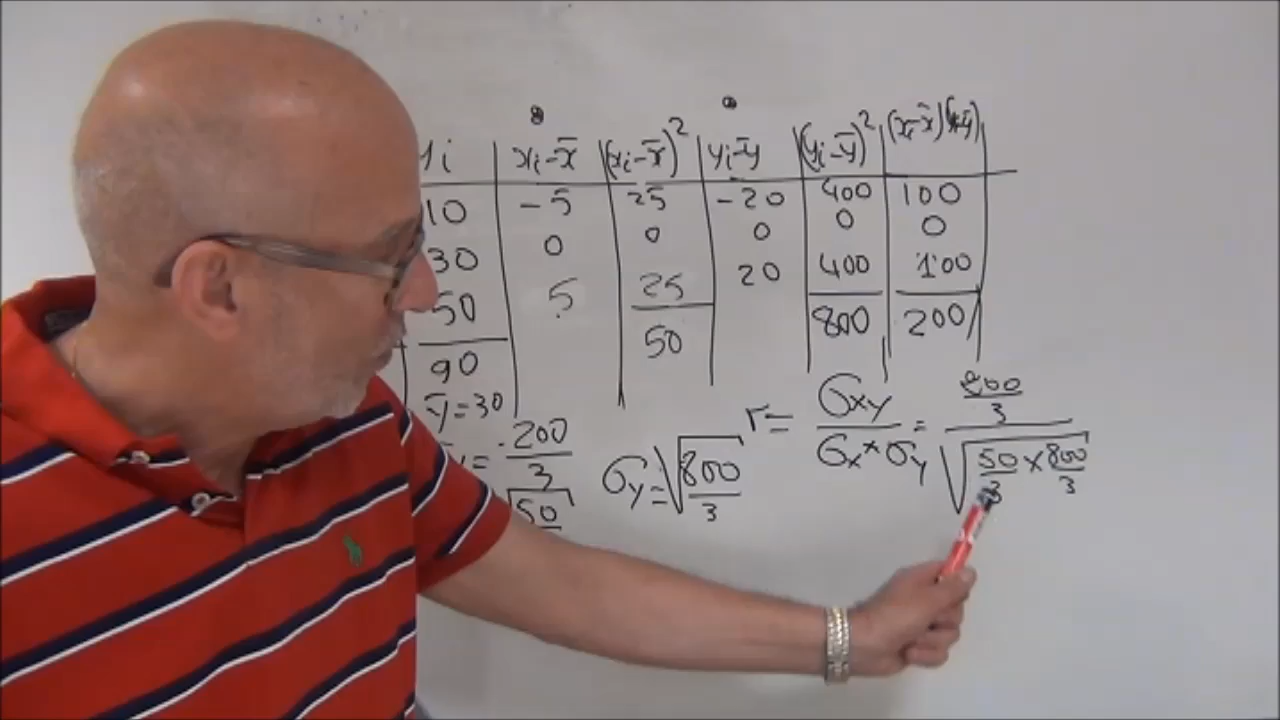 yi | xi-x̄ | (xi-x̄)² | yi-ȳ | (yi-ȳ)² | (xi-x̄)(yi-ȳ)
10 | -5 | 25 | -20 | 400 | 100
30 | 0 | 0 | 0 | 0 | 0
50 | 5 | 25 | 20 | 400 | 100
90 | 50 | 800 | 200
ȳ=30
= 200/3
√50
σy = √800/3
r = σxy / σx × σy = 200/3 / √50/3 × 800/3